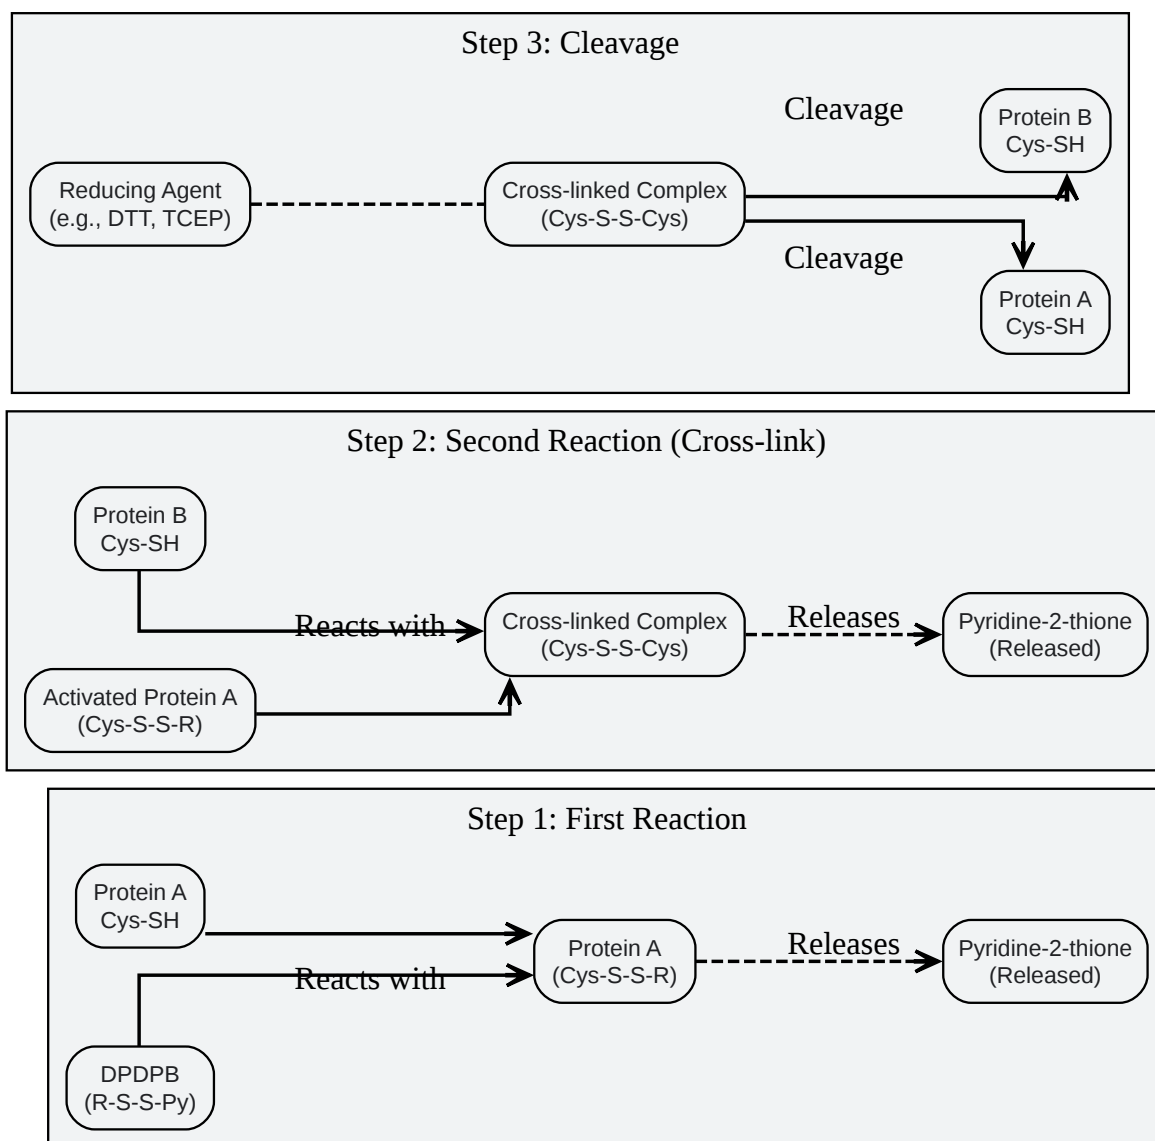 Step 3: Cleavage
Cleavage
Protein B
Cys-SH
Reducing Agent
(e.g., DTT, TCEP)
Cross-linked Complex
(Cys-S-S-Cys)
Cleavage
Protein A
Cys-SH
Step 2: Second Reaction (Cross-link)
Protein B
Cys-SH
Reacts with
Cross-linked Complex
(Cys-S-S-Cys)
Releases
Pyridine-2-thione
(Released)
Activated Protein A
(Cys-S-S-R)
Step 1: First Reaction
Protein A
Cys-SH
Reacts with
Protein A
(Cys-S-S-R)
Releases
Pyridine-2-thione
(Released)
DPDPB
(R-S-S-Py)